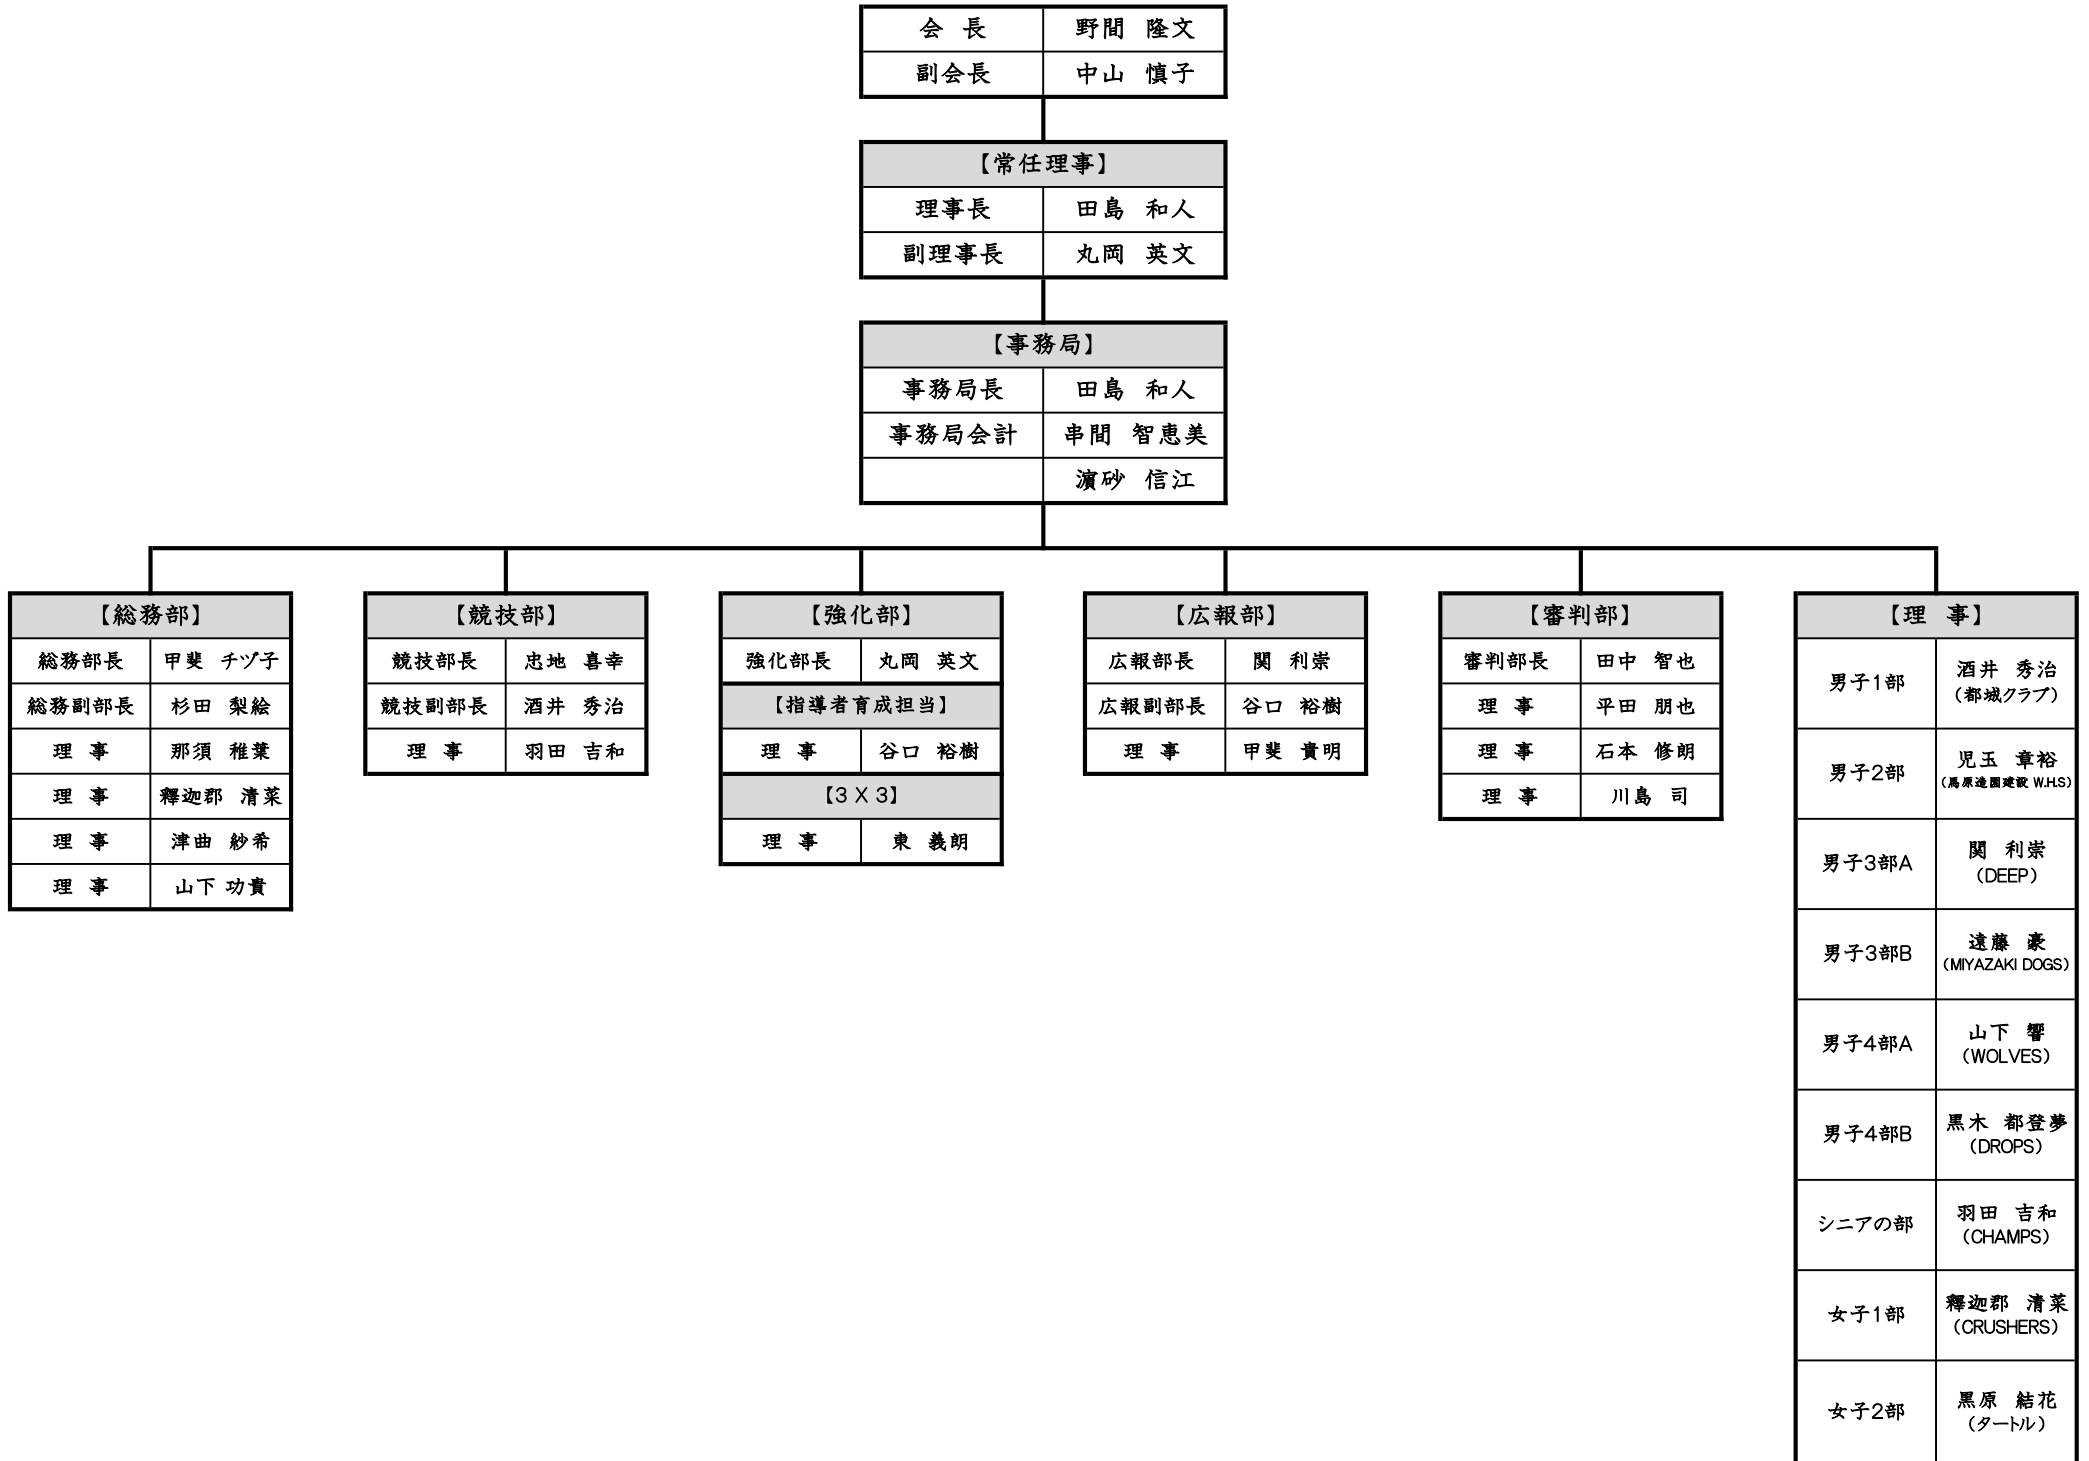 会 長 野間 隆文
副会長 中山 慎子
【常任理事】
理事長 田島 和人
副理事長 丸岡 英文
【事務局】
事務局長 田島 和人
事務局会計 串間 智恵美
濵砂 信江
【総務部】
総務部長 甲斐 チヅ子
総務副部長 杉田 梨絵
理 事 那須 稚葉
理 事 釋迦郡 清菜
理 事 津曲 紗希
理 事 山下 功貴
【競技部】
競技部長 忠地 喜幸
競技副部長 酒井 秀治
理 事 羽田 吉和
【強化部】
強化部長 丸岡 英文
【指導者育成担当】
理 事 谷口 裕樹
【3 X 3】
理 事 東 義朗
【広報部】
広報部長 関 利崇
広報副部長 谷口 裕樹
理 事 甲斐 貴明
【審判部】
審判部長 田中 智也
理 事 平田 朋也
理 事 石本 修朗
理 事 川島 司
【理 事】
男子1部 酒井 秀治
(都城クラブ)
男子2部 児玉 章裕
(馬原造園建設 W.H.S)
男子3部A 関 利崇
(DEEP)
男子3部B 遠藤 豪
(MIYAZAKI DOGS)
男子4部A 山下 響
(WOLVES)
男子4部B 黒木 都登夢
(DROPS)
シニアの部 羽田 吉和
(CHAMPS)
女子1部 釋迦郡 清菜
(CRUSHERS)
女子2部 黒原 結花
(タートル)